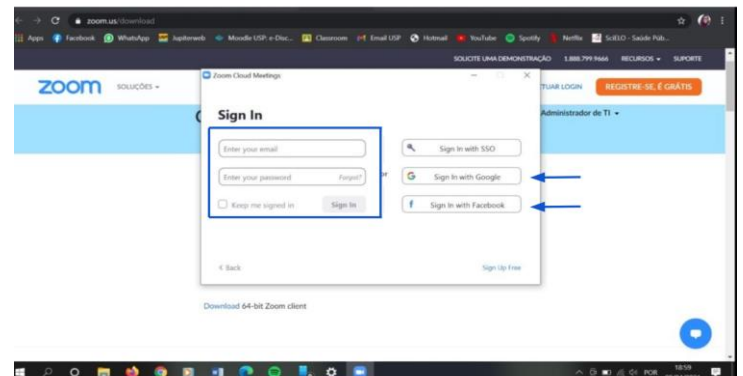 zoom.us/download
Apps Facebook WhatsApp Jupiterweb Moodle USP: e-Disc... Classroom Email USP Hotmail YouTube Spotify Netflix SciELO - Saúde Púb...
SOLICITE UMA DEMONSTRAÇÃO 1.888.799.9666 RECURSOS SUPORTE
zoom SOLUÇÕES
TUAR LOGIN REGISTRE-SE, É GRÁTIS
Zoom Cloud Meetings
Administrador de TI
Sign In
Enter your email
Sign In with SSO
Enter your password Forgot?
or
Sign In with Google
Keep me signed in Sign In
Sign In with Facebook
< Back Sign Up Free
Download 64-bit Zoom client
POR 18:59